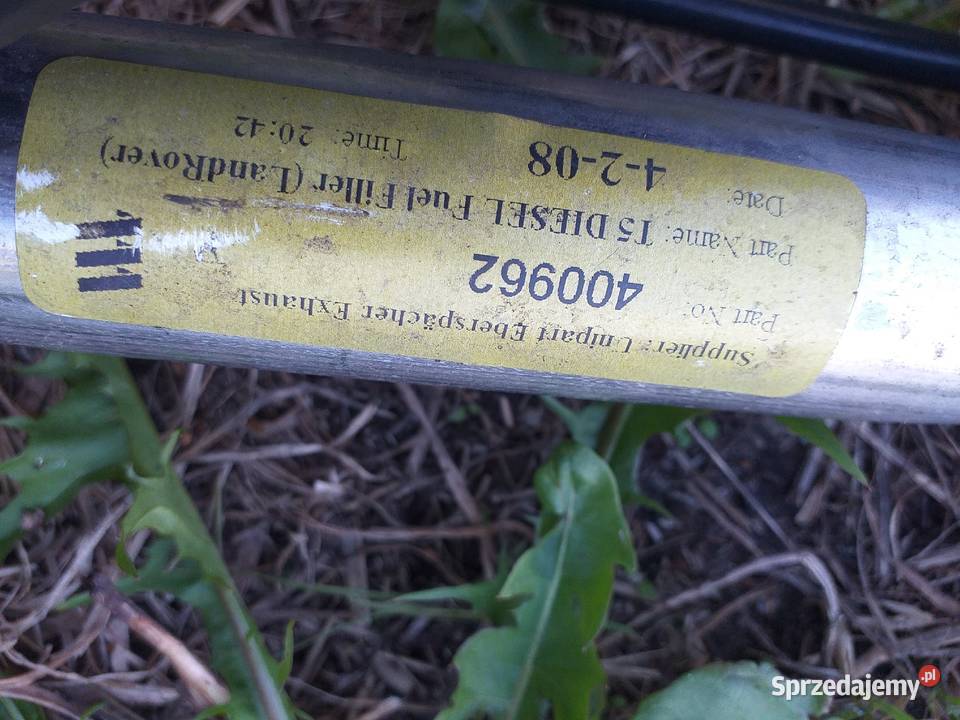 Supplier: Unipart Eberspächer Exhaust
Part No: 400962
Part Name: T5 DIESEL Fuel Filler (LandRover)
Date: 4-2-08 Time: 20:42
Sprzedajemy.pl